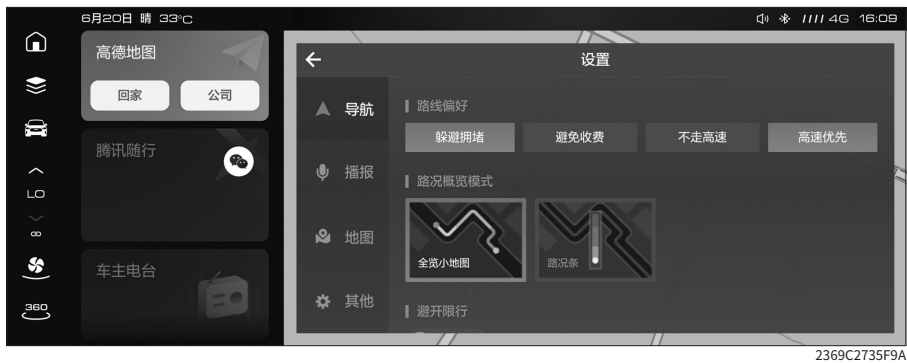 6月20日 晴 33°C
4G 16:09
高德地图
回家 公司
腾讯随行
车主电台
LO
360
设置
导航
播报
地图
其他
路线偏好
躲避拥堵 避免收费 不走高速 高速优先
路况概览模式
全览小地图 路况条
避开限行
2369C2735F9A